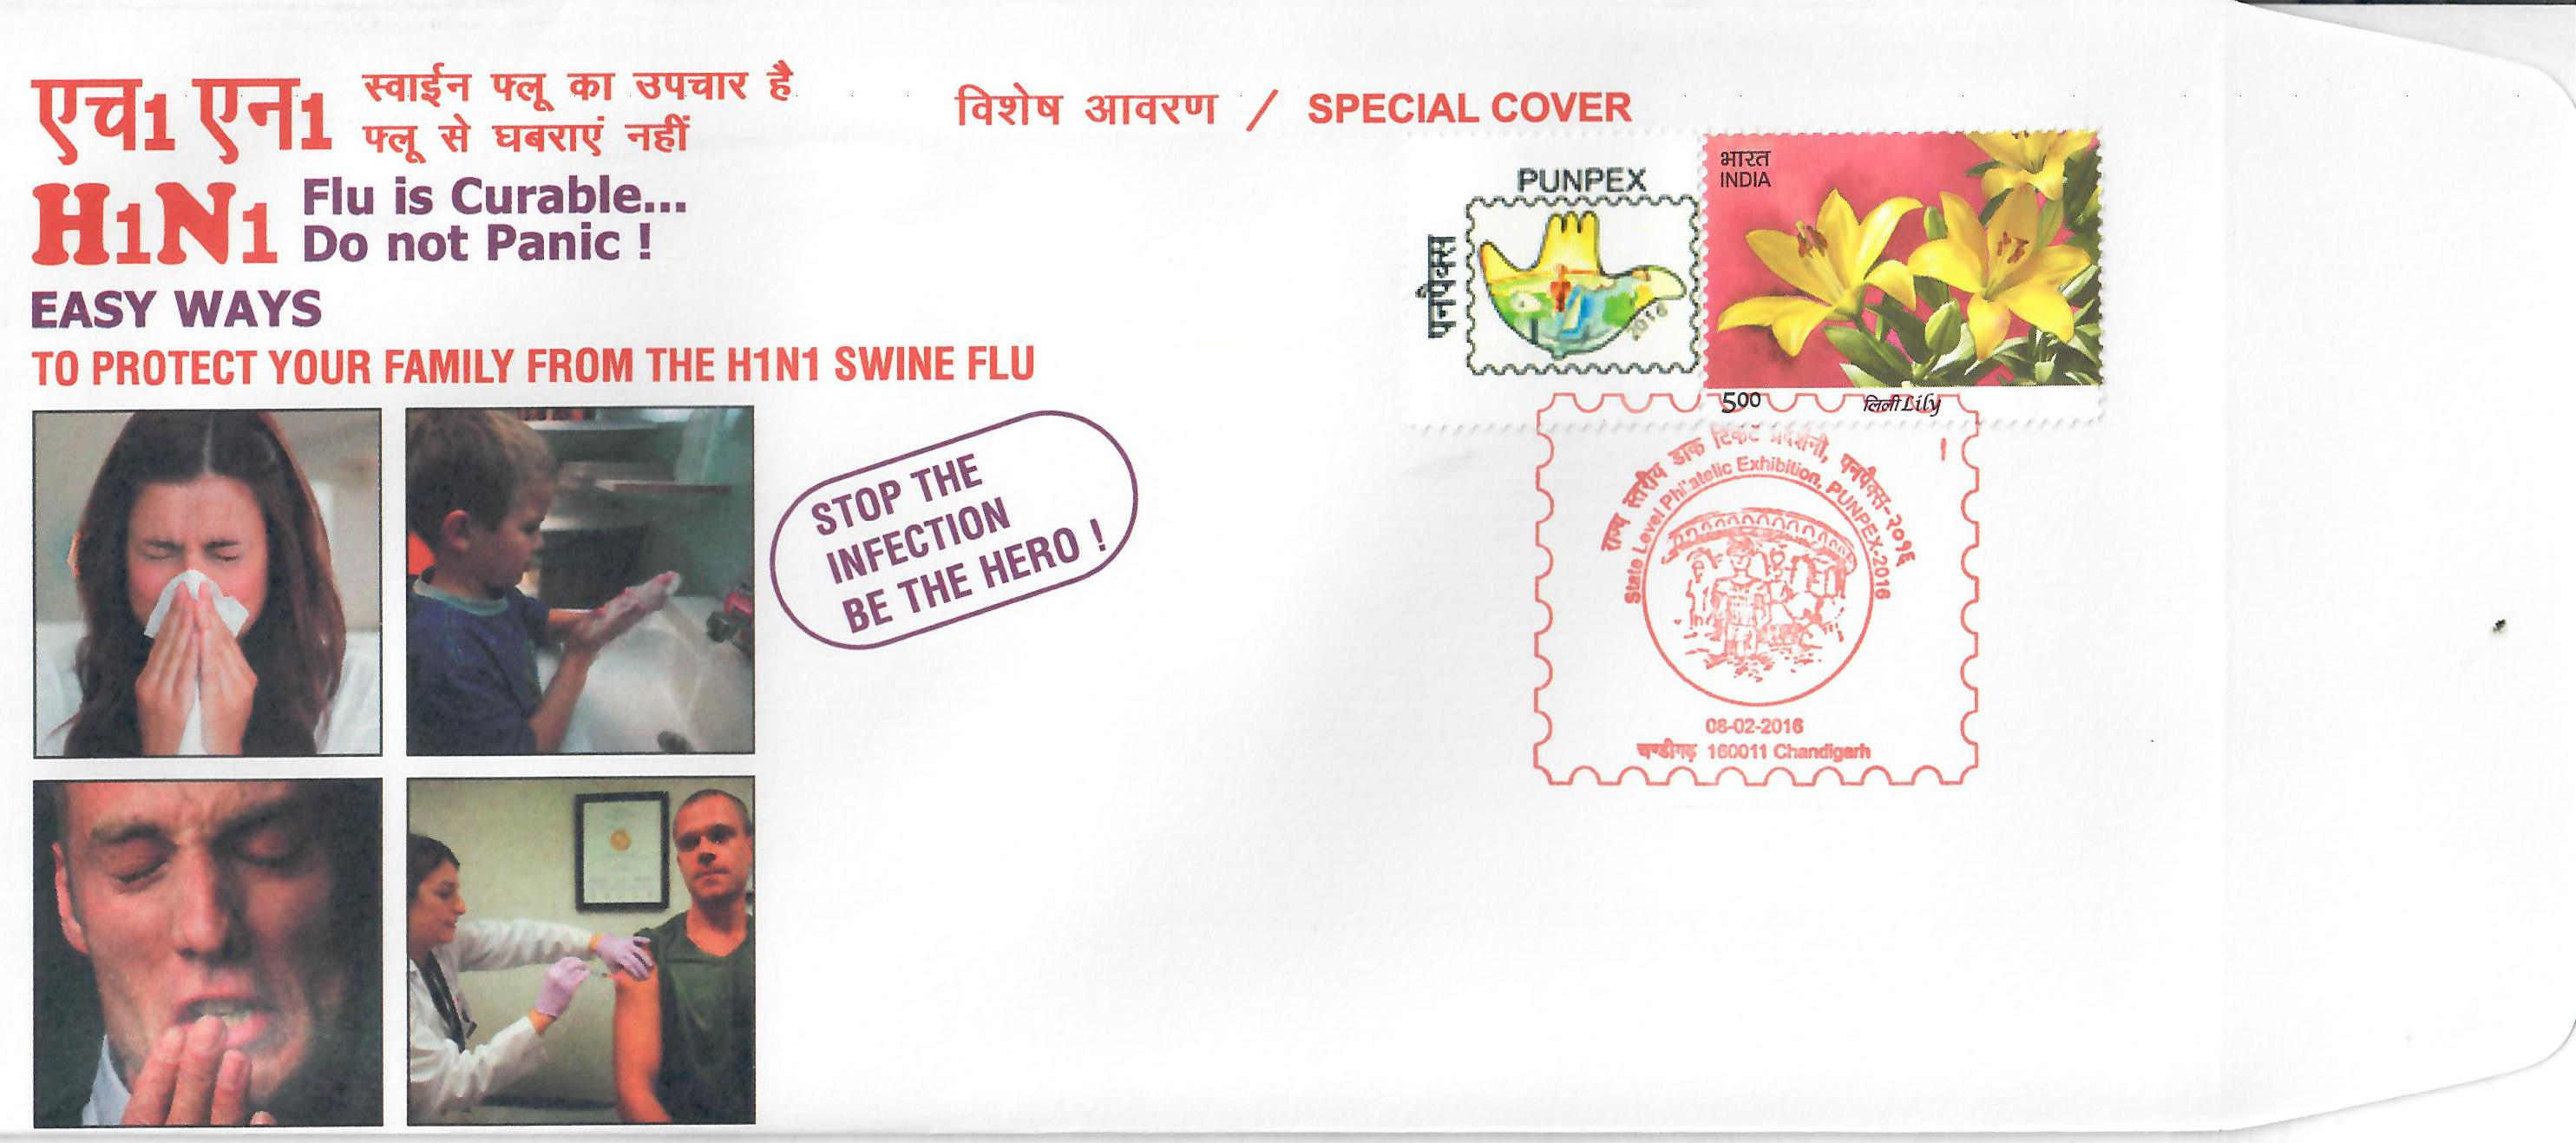 एच1 एन1
स्वाईन फ्लू का उपचार है
फ्लू से घबराएं नहीं
H1N1
Flu is Curable...
Do not Panic !
EASY WAYS
TO PROTECT YOUR FAMILY FROM THE H1N1 SWINE FLU
STOP THE
INFECTION
BE THE HERO !
विशेष आवरण / SPECIAL COVER
PUNPEX
पनपैक्स
2016
भारत
INDIA
500
लिली Lily
राज्य स्तरीय डाक टिकट प्रदर्शनी, पनपैक्स-२०१६
State Level Philatelic Exhibition, PUNPEX-2016
08-02-2016
चण्डीगढ़ 160011 Chandigarh